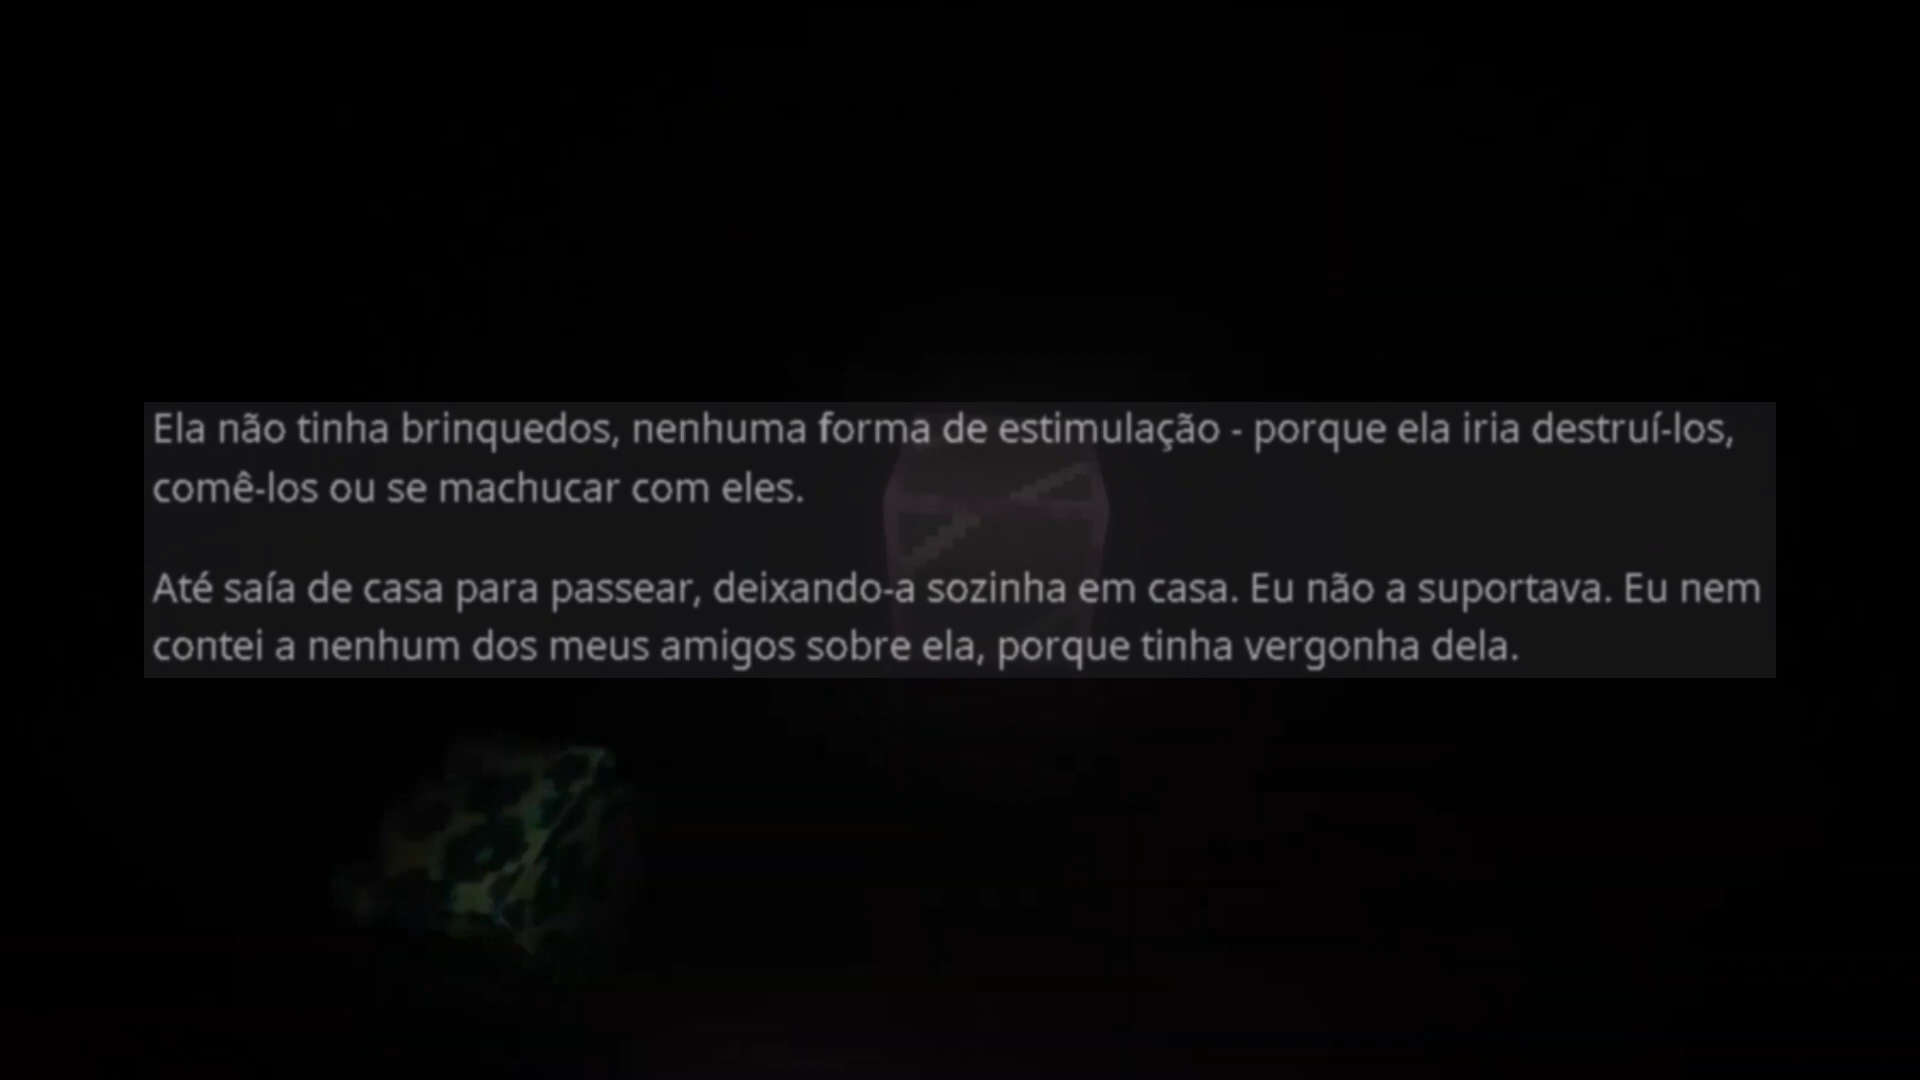 Ela não tinha brinquedos, nenhuma forma de estimulação - porque ela iria destruí-los,
comê-los ou se machucar com eles.
Até saía de casa para passear, deixando-a sozinha em casa. Eu não a suportava. Eu nem
contei a nenhum dos meus amigos sobre ela, porque tinha vergonha dela.